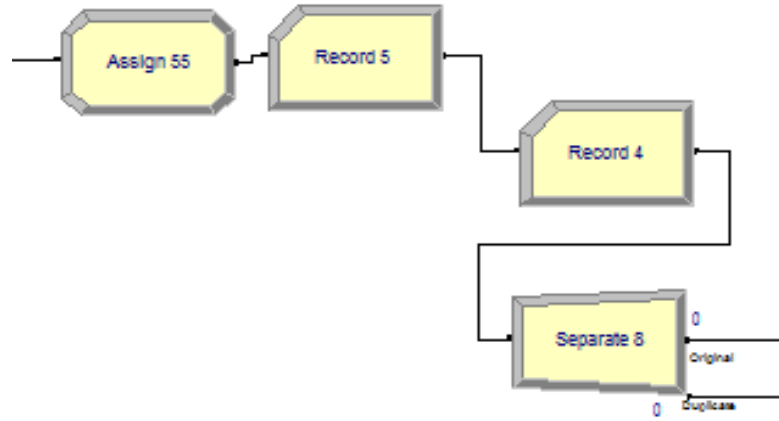 Assign 55
Record 5
Record 4
Separate 8
0
Original
0
Duplicate